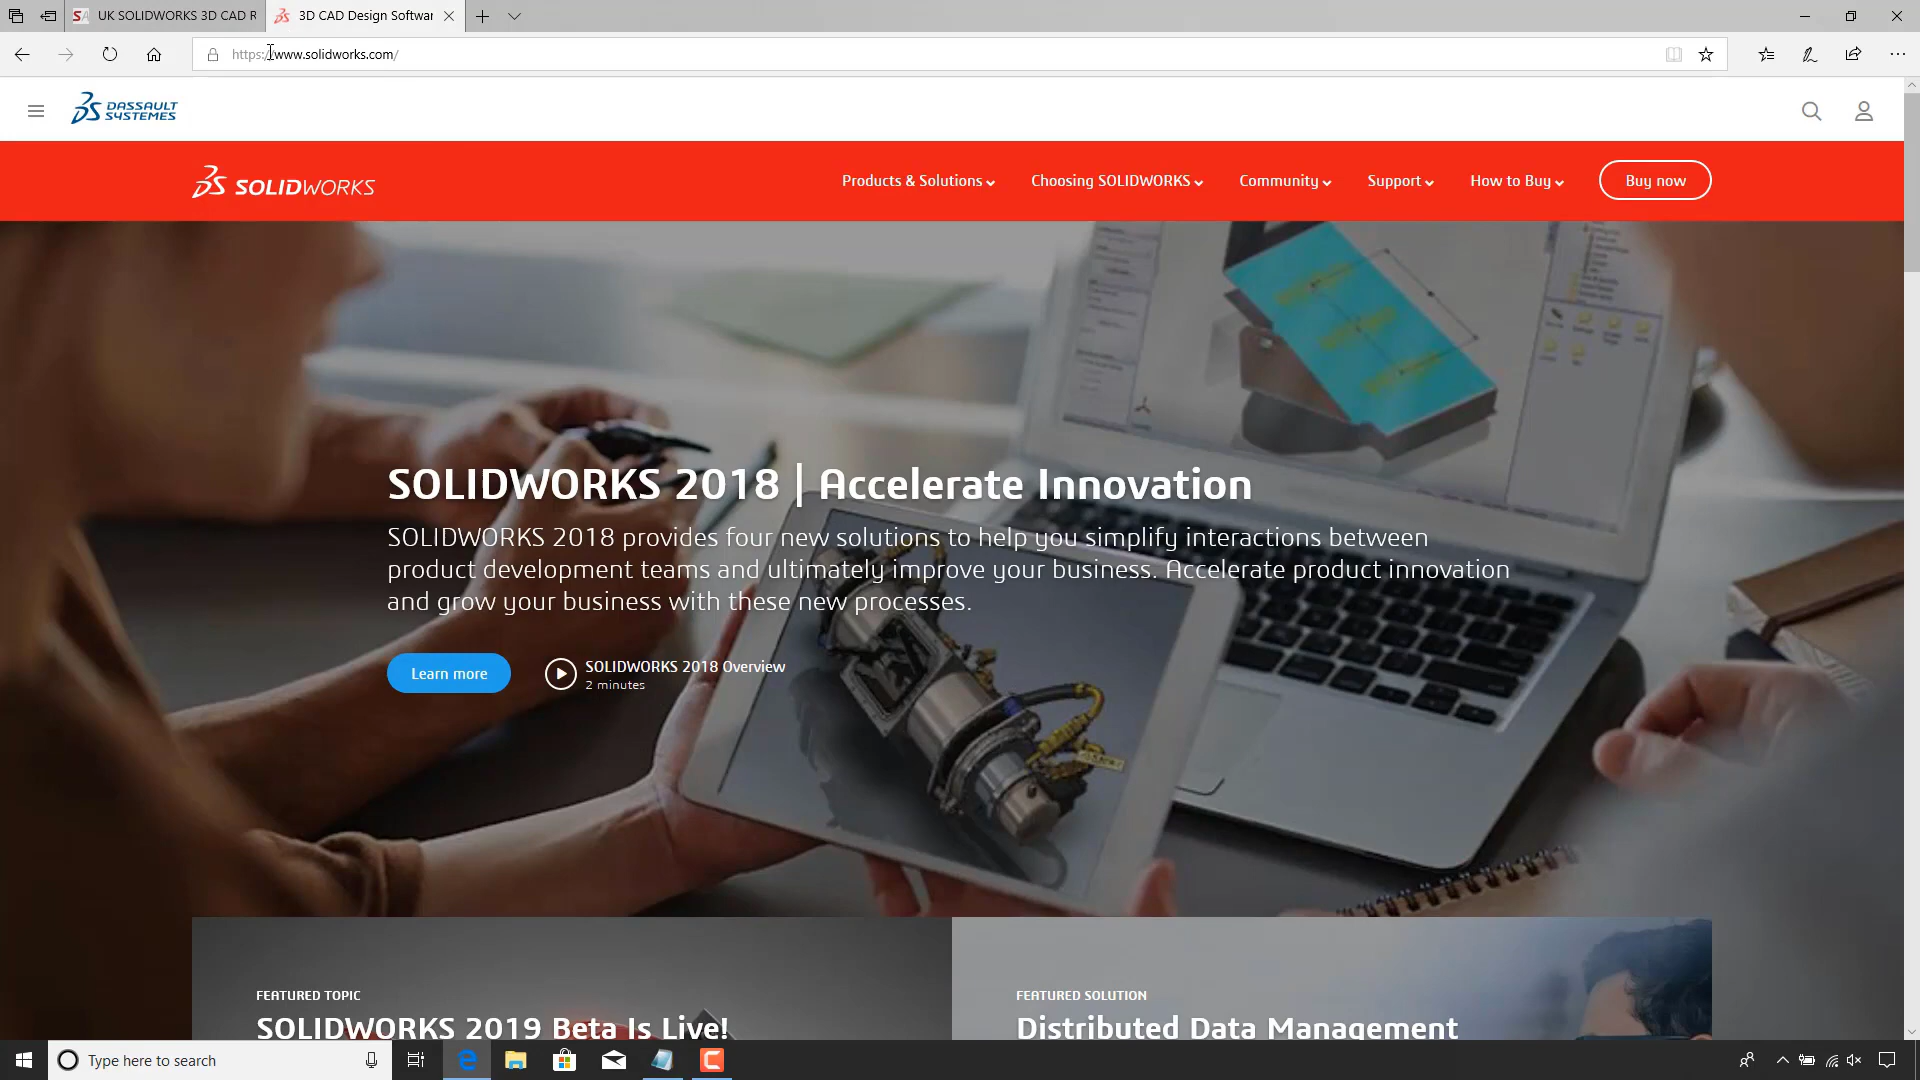 UK SOLIDWORKS 3D CAD R
3D CAD Design Softwar
https://www.solidworks.com/
DASSAULT
SYSTEMES
SOLIDWORKS
Products & Solutions
Choosing SOLIDWORKS
Community
Support
How to Buy
Buy now
SOLIDWORKS 2018 | Accelerate Innovation
SOLIDWORKS 2018 provides four new solutions to help you simplify interactions between
product development teams and ultimately improve your business. Accelerate product innovation
and grow your business with these new processes.
Learn more
SOLIDWORKS 2018 Overview
2 minutes
FEATURED TOPIC
SOLIDWORKS 2019 Beta Is Live!
FEATURED SOLUTION
Distributed Data Management
Type here to search